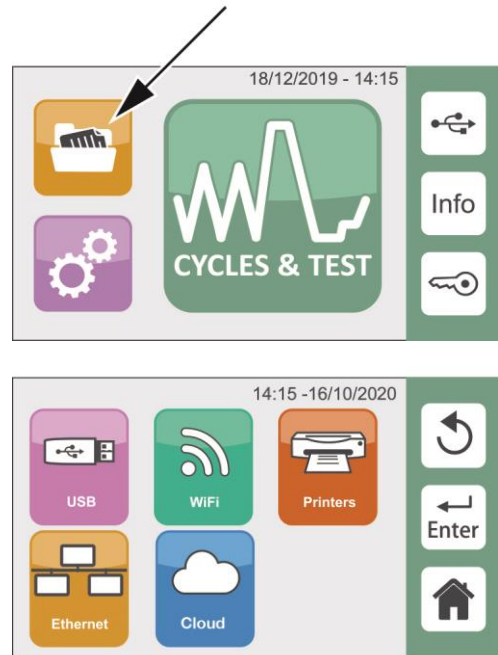 18/12/2019 - 14:15
Info
CYCLES & TEST
14:15 -16/10/2020
USB
WiFi
Printers
Enter
Ethernet
Cloud